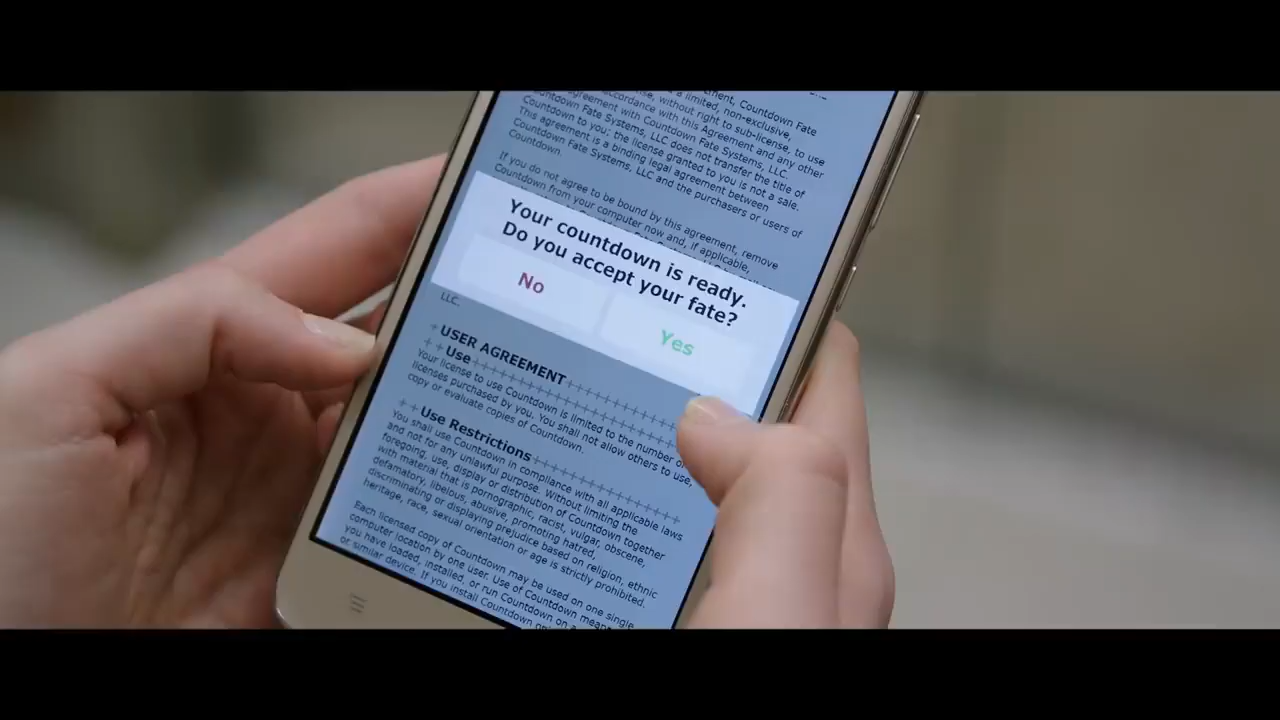 ment, Countdown Fate
a limited, non-exclusive,
se, without right to sub-license, to use
accordance with this Agreement and any other
agreement with Countdown Fate Systems, LLC.
Countdown Fate Systems, LLC does not transfer the title of
Countdown to you; the license granted to you is not a sale.
This agreement is a binding legal agreement between
Countdown Fate Systems, LLC and the purchasers or users of
Countdown.
If you do not agree to be bound by this agreement, remove
Countdown from your computer now and, if applicable,
Your countdown is ready.
Do you accept your fate?
No
Yes
LLC.
+USER AGREEMENT++++++++++++++
++Use++++++++++++++++++++++
Your license to use Countdown is limited to the number of
licenses purchased by you. You shall not allow others to use,
copy or evaluate copies of Countdown.
++Use Restrictions++++++++++++++++
You shall use Countdown in compliance with all applicable laws
and not for any unlawful purpose. Without limiting the
foregoing, use, display or distribution of Countdown together
with material that is pornographic, racist, vulgar, obscene,
defamatory, libelous, abusive, promoting hatred,
discriminating or displaying prejudice based on religion, ethnic
heritage, race, sexual orientation or age is strictly prohibited.
Each licensed copy of Countdown may be used on one single
computer location by one user. Use of Countdown means
you have loaded, installed, or run Countdown on a
or similar device. If you install Countdown on